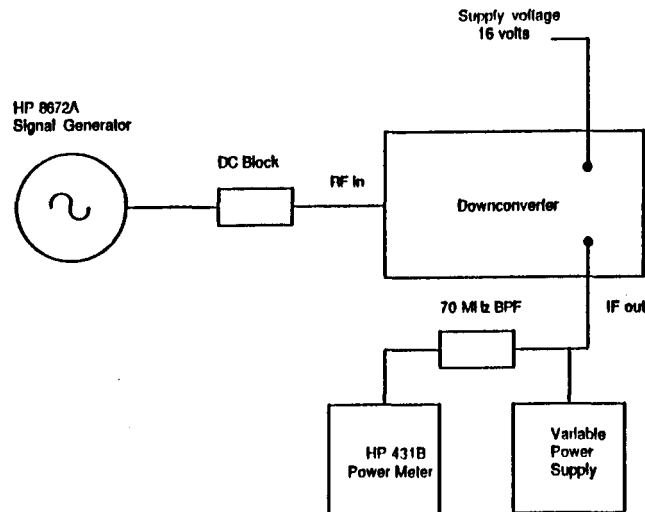 Supply voltage
16 volts
HP 8672A
Signal Generator
DC Block
RF In
Downconverter
70 MHz BPF
IF out
HP 431B
Power Meter
Variable
Power
Supply